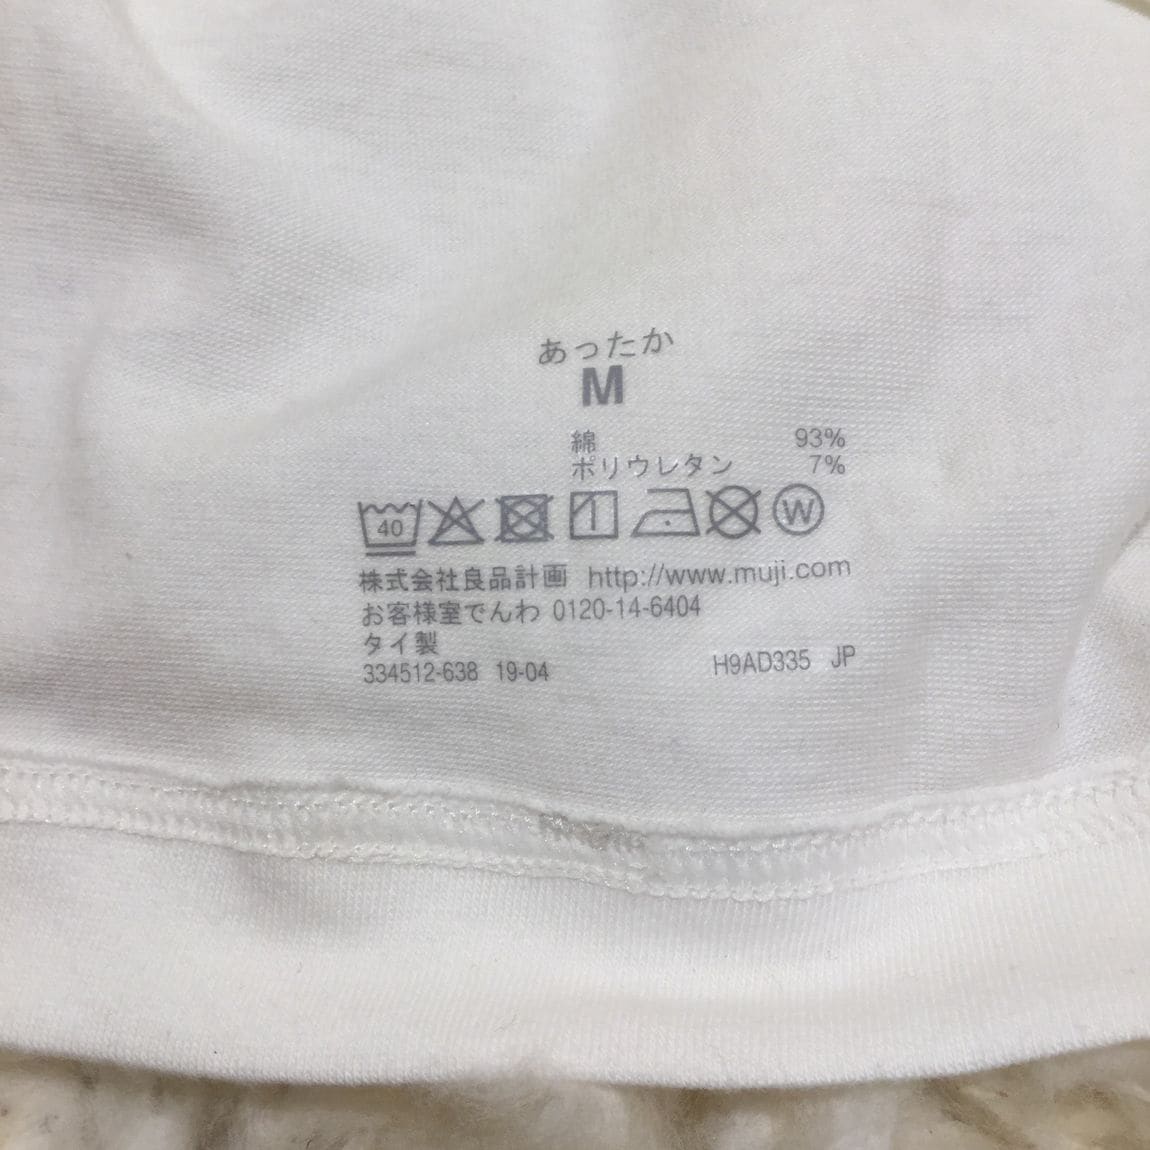 あったか
M
綿 93%
ポリウレタン 7%
40 W
株式会社良品計画 http://www.muji.com
お客様室でんわ 0120-14-6404
タイ製
334512-638 19-04 H9AD335 JP